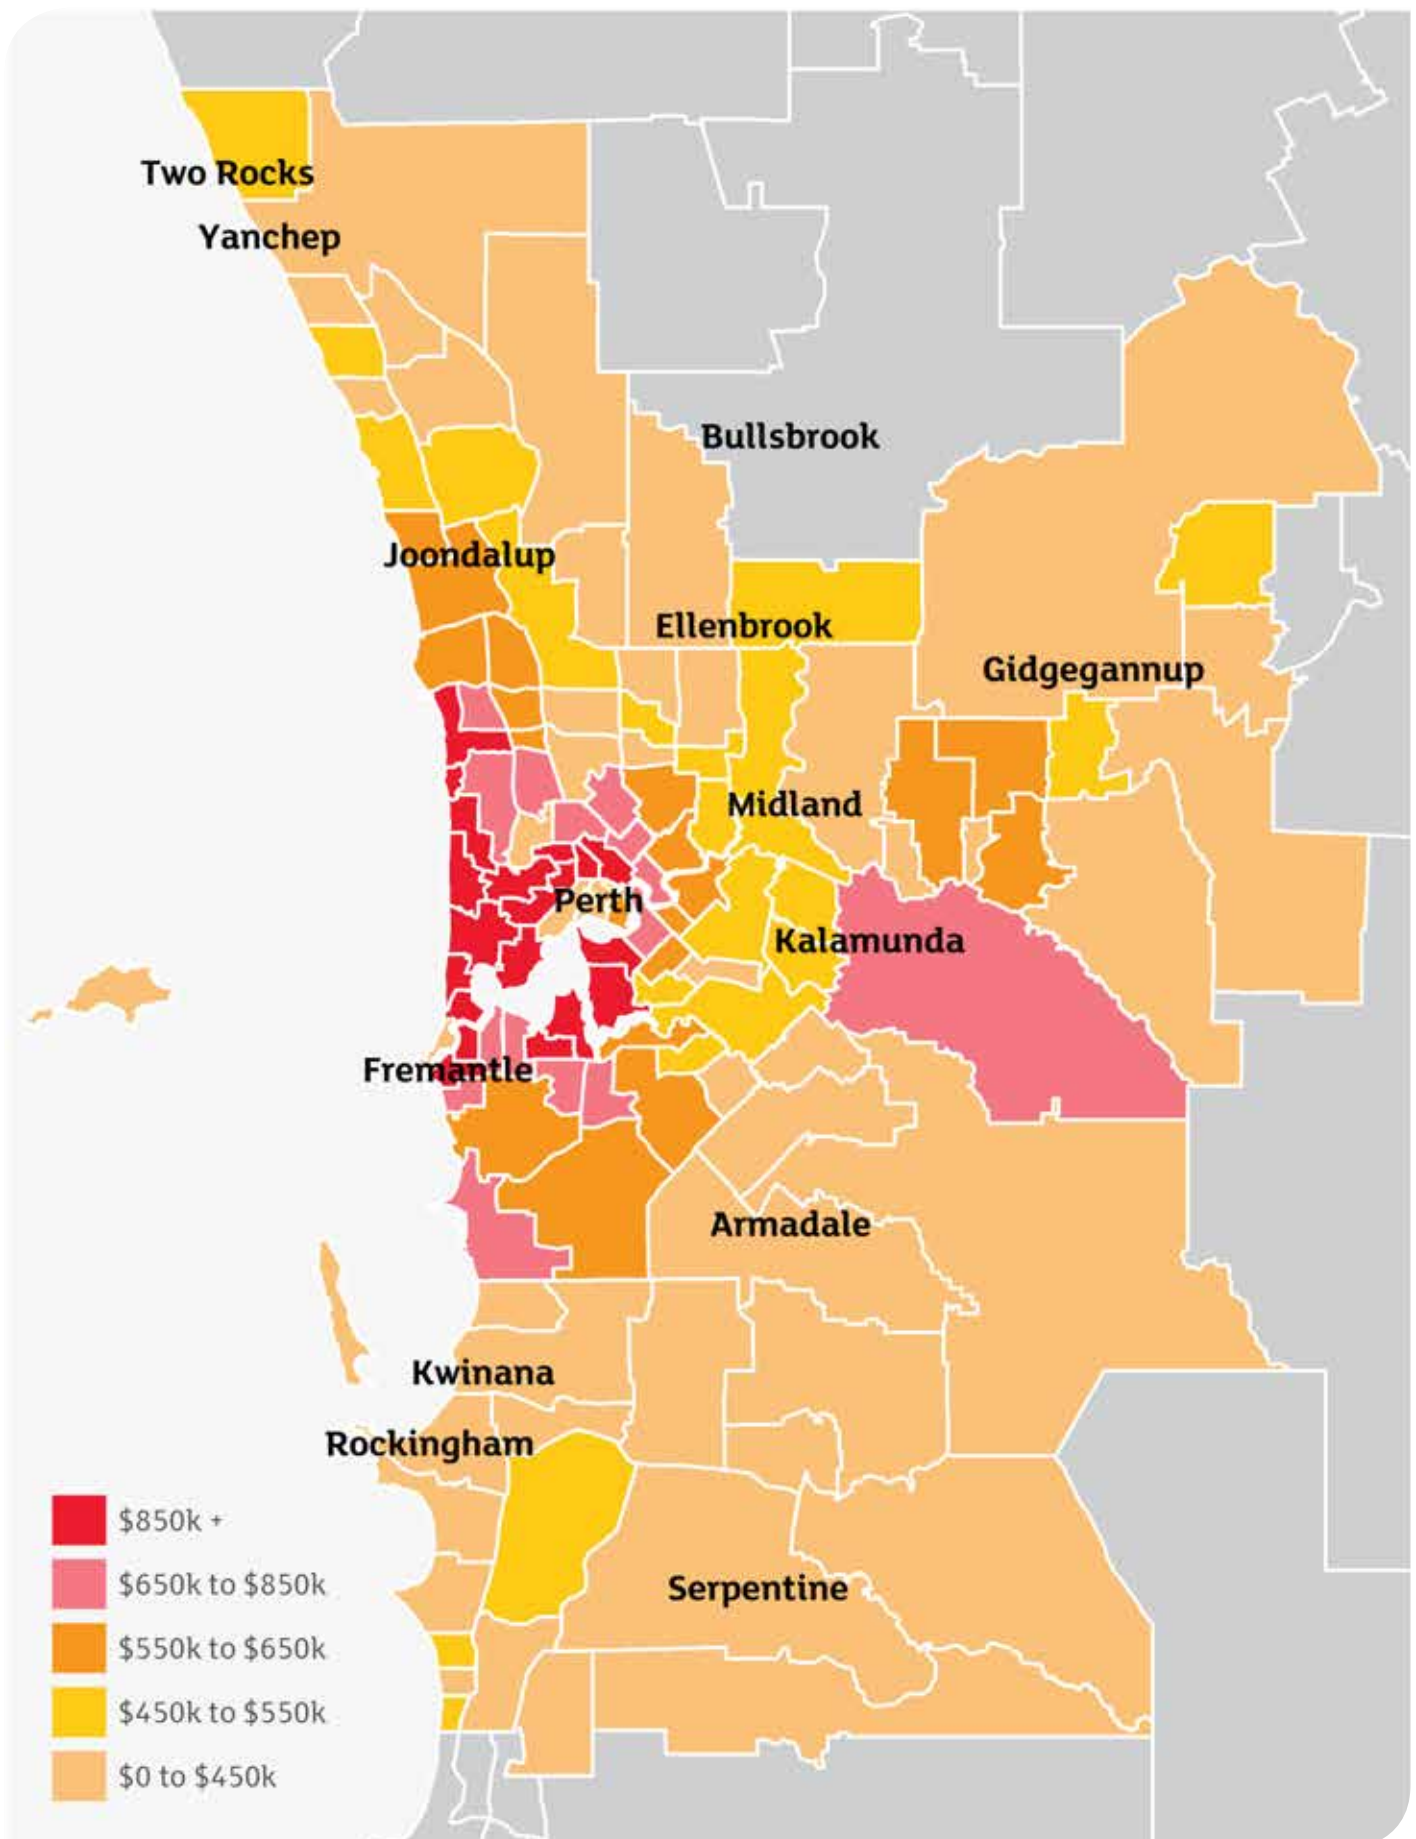 Two Rocks
Yanchep
Bullsbrook
Joondalup
Ellenbrook
Gidgegannup
Midland
Perth
Kalamunda
Fremantle
Armadale
Kwinana
Rockingham
Serpentine
$850k +
$650k to $850k
$550k to $650k
$450k to $550k
$0 to $450k